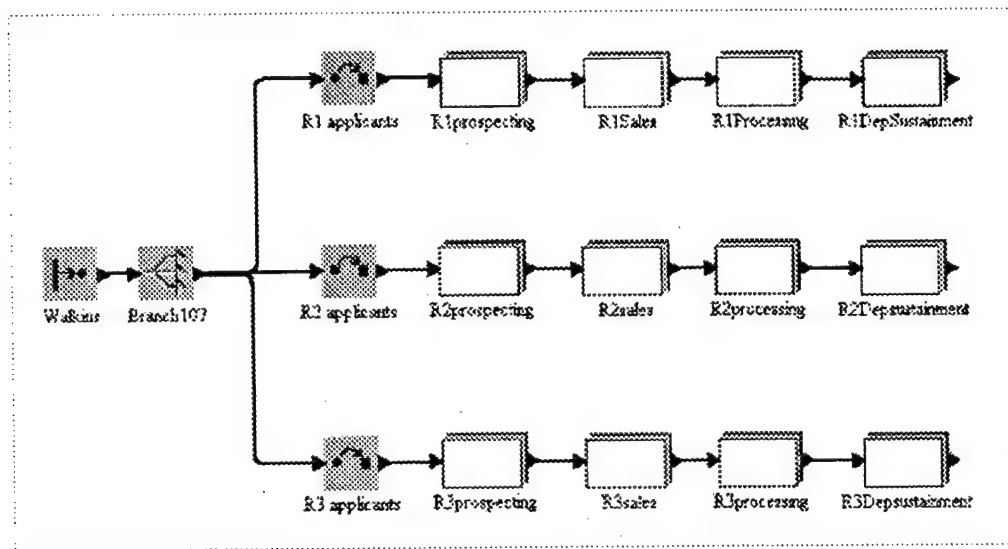 R1 applicants R1prospecting R1Sales R1Processing R1DepSustainment
Walkins Branch107 R2 applicants R2prospecting R2sales R2processing R2Depsustainment
R3 applicants R3prospecting R3sales R3processing R3Depsustainment